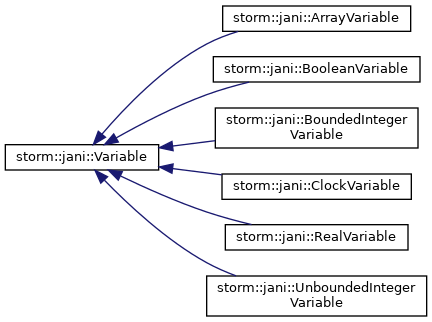 storm::jani::ArrayVariable
storm::jani::BooleanVariable
storm::jani::BoundedInteger
Variable
storm::jani::Variable
storm::jani::ClockVariable
storm::jani::RealVariable
storm::jani::UnboundedInteger
Variable